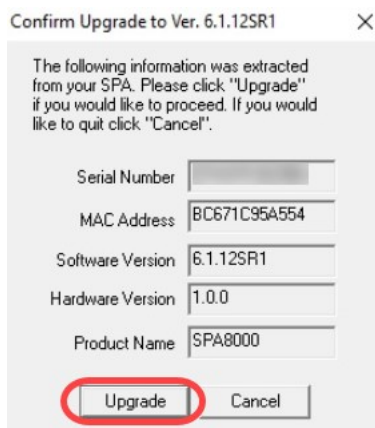 Confirm Upgrade to Ver. 6.1.12SR1
The following information was extracted
from your SPA. Please click "Upgrade"
if you would like to proceed. If you would
like to quit click "Cancel".
Serial Number
MAC Address BC671C95A554
Software Version 6.1.12SR1
Hardware Version 1.0.0
Product Name SPA8000
Upgrade Cancel